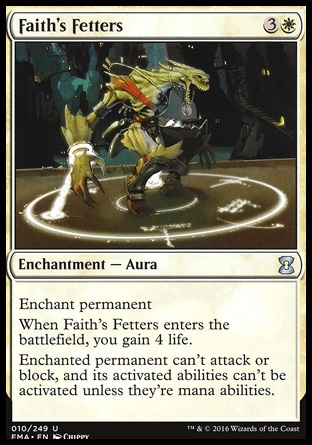 Faith's Fetters 3
Enchantment — Aura
Enchant permanent
When Faith's Fetters enters the
battlefield, you gain 4 life.
Enchanted permanent can't attack or
block, and its activated abilities can't be
activated unless they're mana abilities.
010/249 U
EMA • EN CHIPPY
™ & © 2016 Wizards of the Coast